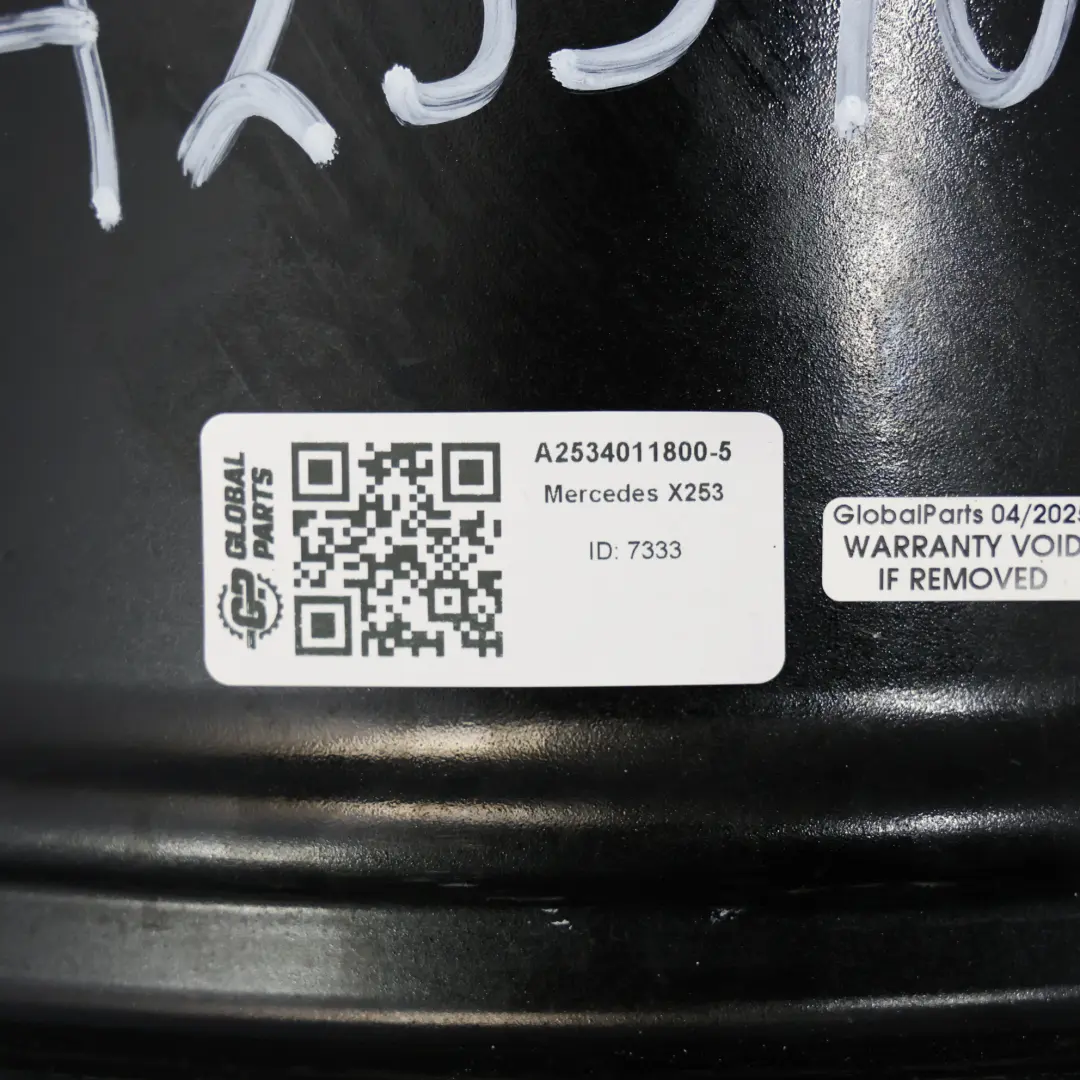 GLOBAL
PARTS
A2534011800-5
Mercedes X253
ID: 7333
GlobalParts 04/2025
WARRANTY VOID
IF REMOVED